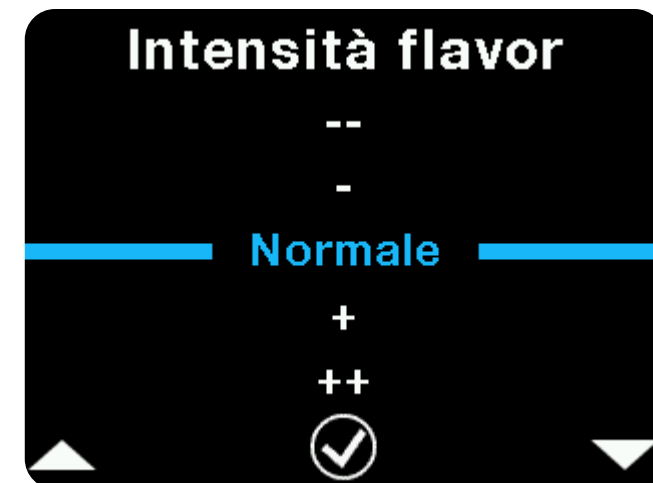 Intensità flavor
--
-
Normale
+
++